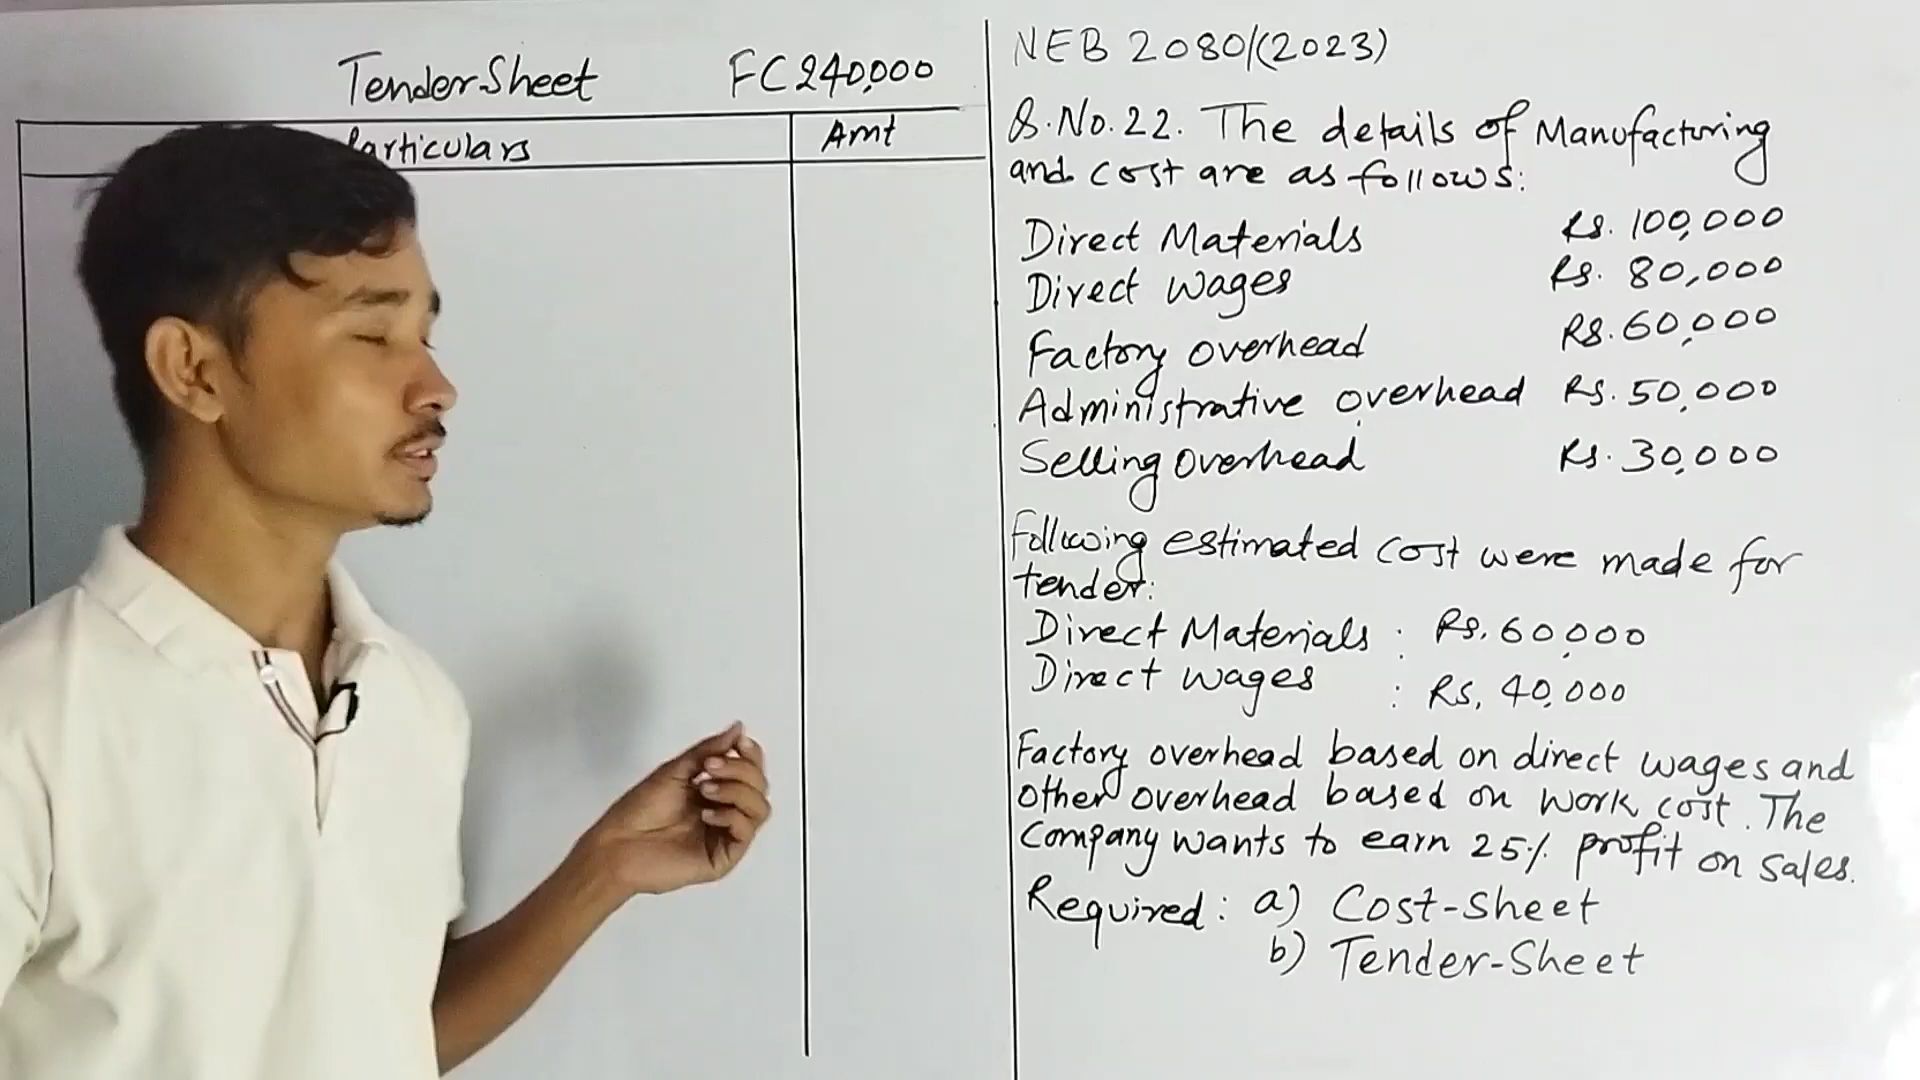 Tender-Sheet FC 240,000
Particulars Amt
NEB 2080/(2023)
Q.No.22. The details of Manufacturing
and cost are as follows:
Direct Materials Rs. 100,000
Direct wages Rs. 80,000
Factory overhead Rs. 60,000
Administrative overhead Rs. 50,000
Selling overhead Rs. 30,000
Following estimated cost were made for
tender:
Direct Materials : Rs. 60,000
Direct wages : Rs, 40,000
Factory overhead based on direct wages and
other overhead based on work cost. The
Company wants to earn 25% profit on sales.
Required: a) Cost-Sheet
b) Tender-Sheet